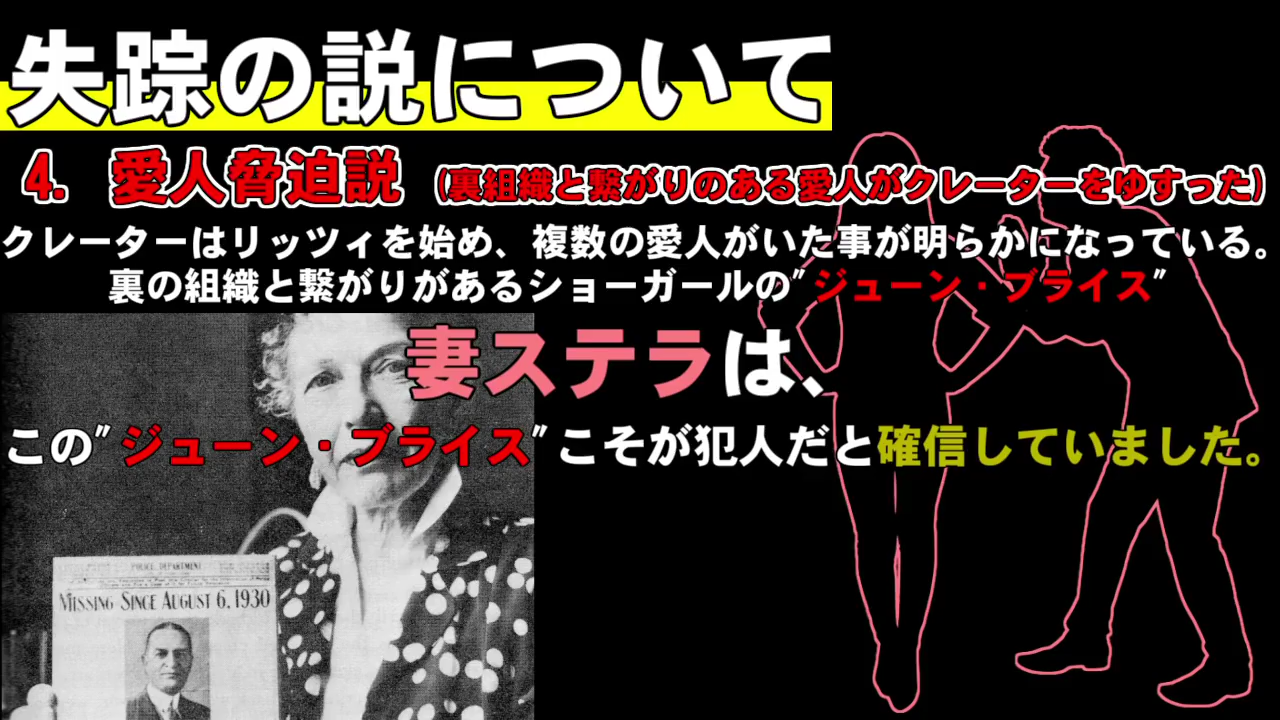 失踪の説について
4. 愛人脅迫説 (裏組織と繋がりのある愛人がクレーターをゆすった)
クレーターはリッツィを始め、複数の愛人がいた事が明らかになっている。
裏の組織と繋がりがあるショーガールの"ジューン・ブライス"
妻ステラは、
この"ジューン・ブライス"こそが犯人だと確信していました。
POLICE DEPARTMENT
MISSING SINCE AUGUST 6, 1930